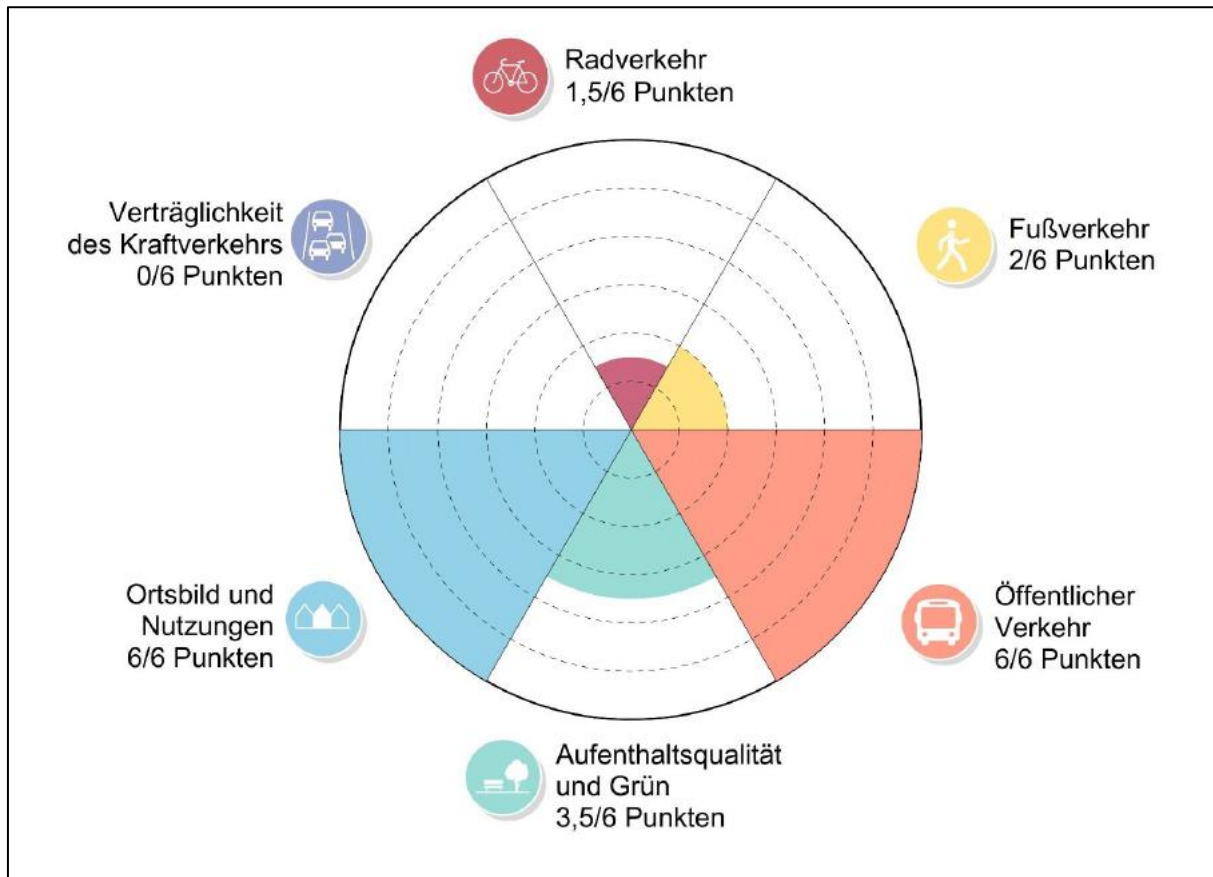 Radverkehr
1,5/6 Punkten
Verträglichkeit
des Kraftverkehrs
0/6 Punkten
Fußverkehr
2/6 Punkten
Ortsbild und
Nutzungen
6/6 Punkten
Öffentlicher
Verkehr
6/6 Punkten
Aufenthaltsqualität
und Grün
3,5/6 Punkten